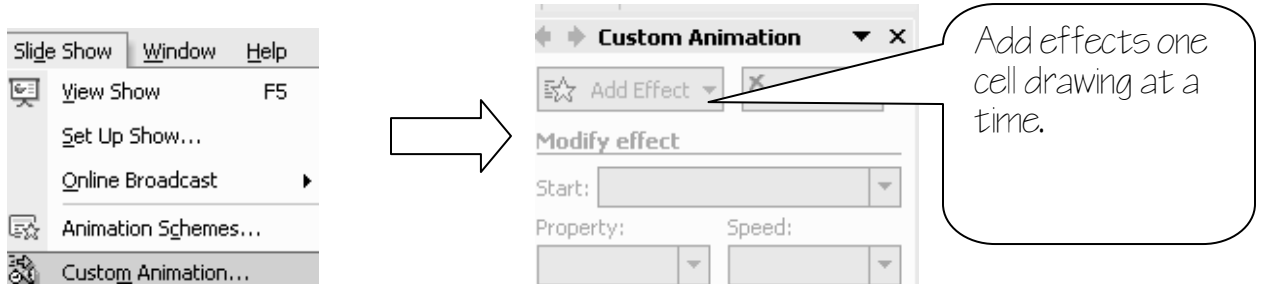 Slide Show Window Help
View Show F5
Set Up Show...
Online Broadcast
Animation Schemes...
Custom Animation...
Custom Animation
Add Effect
Modify effect
Start:
Property: Speed:
Add effects one
cell drawing at a
time.